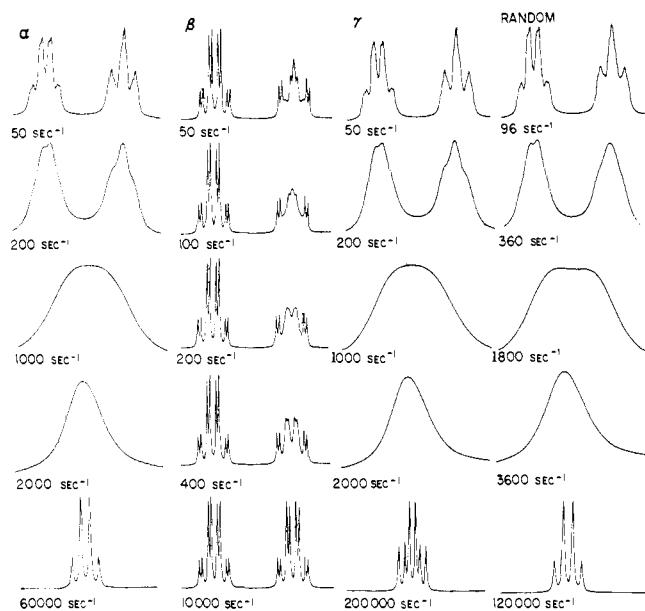 α β γ RANDOM
50 SEC⁻¹ 50 SEC⁻¹ 50 SEC⁻¹ 96 SEC⁻¹
200 SEC⁻¹ 100 SEC⁻¹ 200 SEC⁻¹ 360 SEC⁻¹
1000 SEC⁻¹ 200 SEC⁻¹ 1000 SEC⁻¹ 1800 SEC⁻¹
2000 SEC⁻¹ 400 SEC⁻¹ 2000 SEC⁻¹ 3600 SEC⁻¹
60000 SEC⁻¹ 10000 SEC⁻¹ 200000 SEC⁻¹ 120000 SEC⁻¹